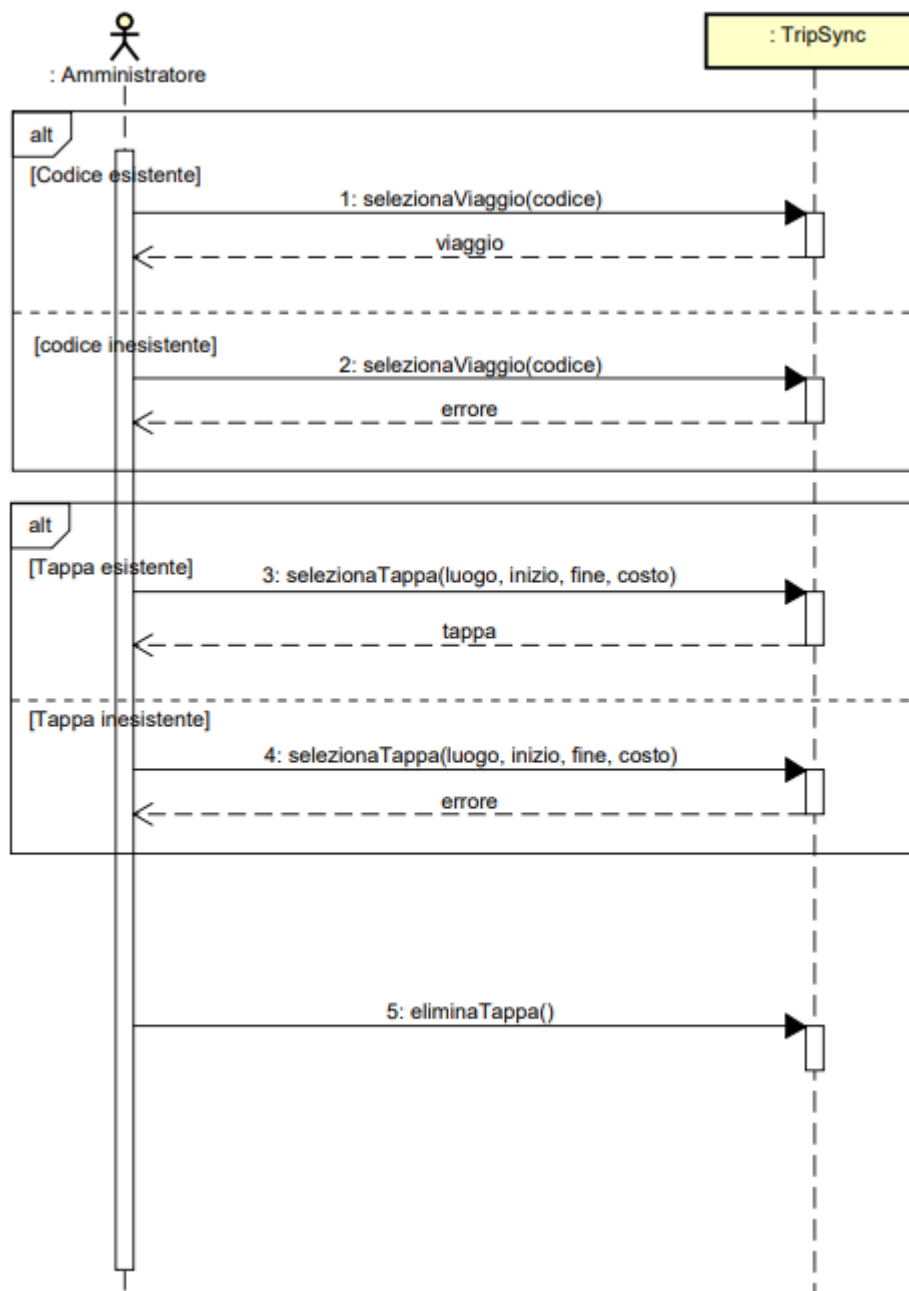 : Amministratore
: TripSync
alt
[Codice esistente]
1: selezionaViaggio(codice)
viaggio
[codice inesistente]
2: selezionaViaggio(codice)
errore
alt
[Tappa esistente]
3: selezionaTappa(luogo, inizio, fine, costo)
tappa
[Tappa inesistente]
4: selezionaTappa(luogo, inizio, fine, costo)
errore
5: eliminaTappa()